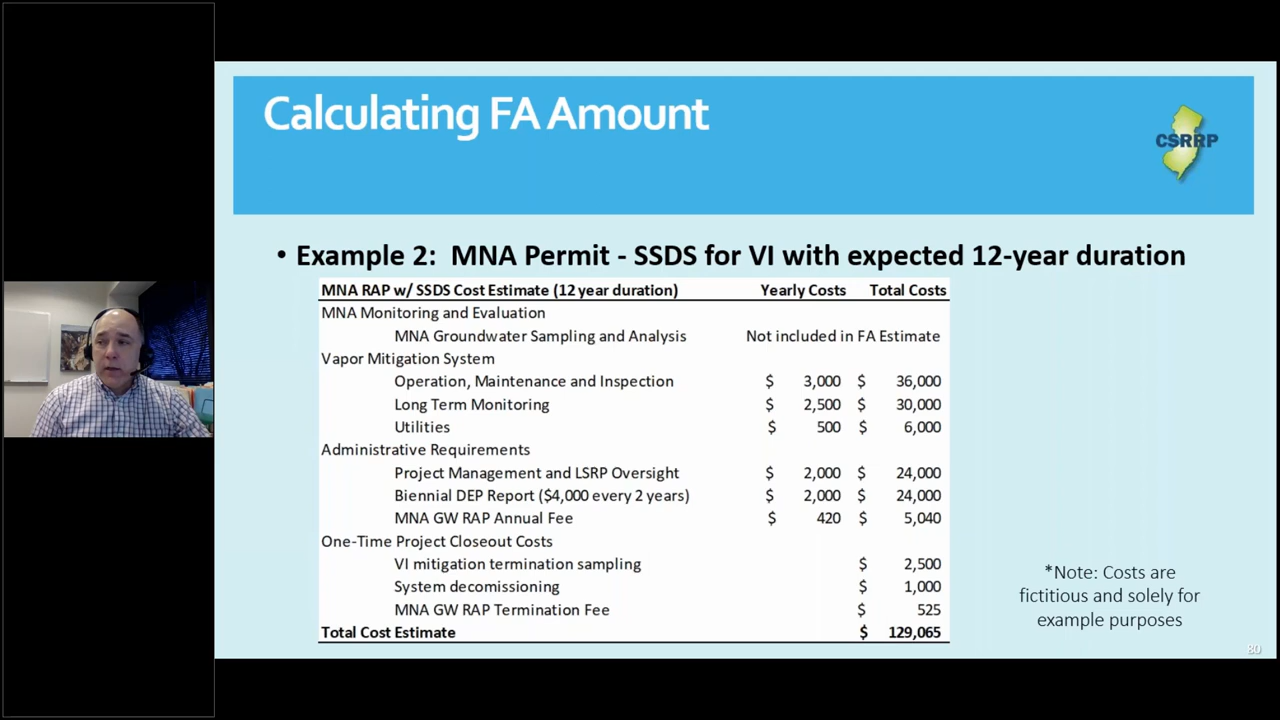 Calculating FA Amount
CSRRP
• Example 2: MNA Permit - SSDS for VI with expected 12-year duration
MNA RAP w/ SSDS Cost Estimate (12 year duration) Yearly Costs Total Costs
MNA Monitoring and Evaluation
MNA Groundwater Sampling and Analysis Not included in FA Estimate
Vapor Mitigation System
Operation, Maintenance and Inspection $ 3,000 $ 36,000
Long Term Monitoring $ 2,500 $ 30,000
Utilities $ 500 $ 6,000
Administrative Requirements
Project Management and LSRP Oversight $ 2,000 $ 24,000
Biennial DEP Report ($4,000 every 2 years) $ 2,000 $ 24,000
MNA GW RAP Annual Fee $ 420 $ 5,040
One-Time Project Closeout Costs
VI mitigation termination sampling $ 2,500
System decomissioning $ 1,000
MNA GW RAP Termination Fee $ 525
Total Cost Estimate $ 129,065
*Note: Costs are
fictitious and solely for
example purposes
80